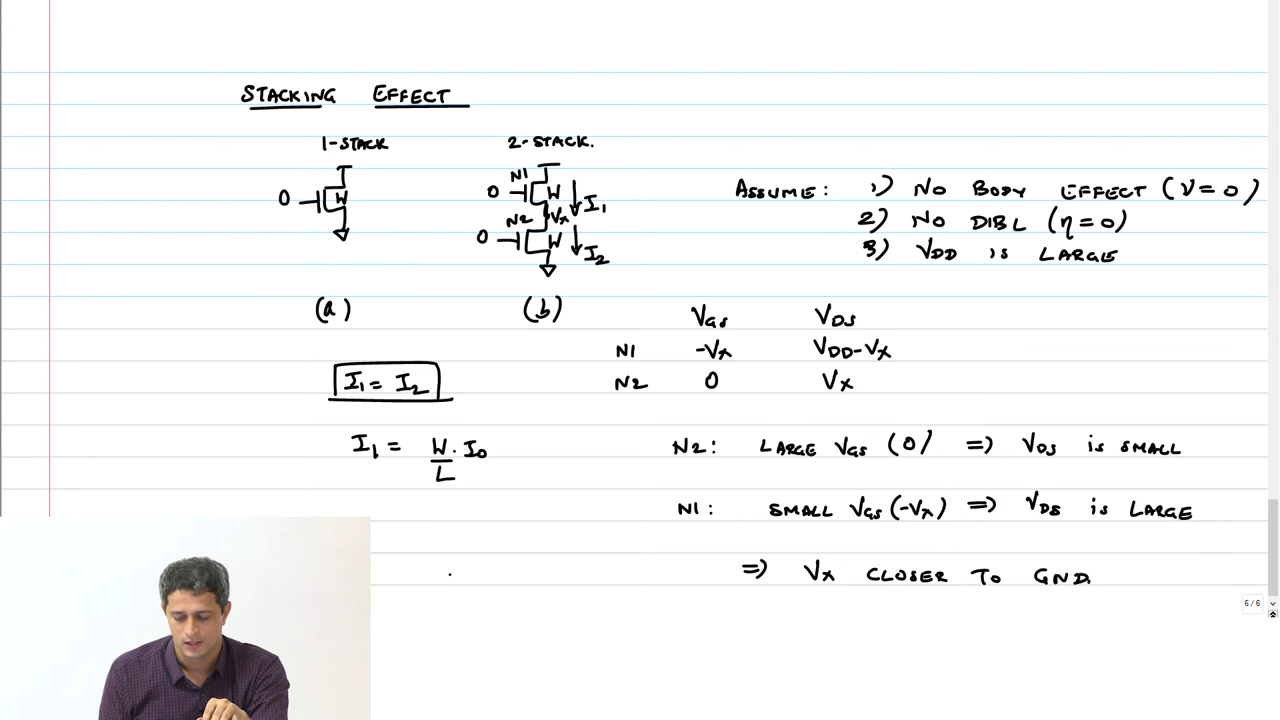 STACKING EFFECT
1-STACK
2-STACK.
0 W
N1
0 W I1
N2 Vx
0 W I2
(a)
(b)
ASSUME: 1) NO BODY EFFECT (γ=0)
2) NO DIBL (η=0)
3) VDD is LARGE
VGS VDS
N1 -Vx VDD-Vx
N2 0 Vx
I1 = I2
I1 = W/L . I0
N2: LARGE VGS (0) => VDS is SMALL
N1: SMALL VGS (-Vx) => VDS is LARGE
=> Vx CLOSER TO GND.
6/6